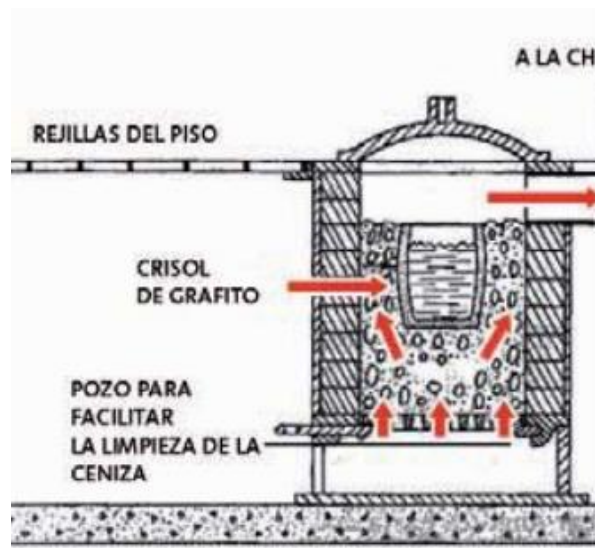 A LA CH
REJILLAS DEL PISO
CRISOL
DE GRAFITO
POZO PARA
FACILITAR
LA LIMPIEZA DE LA
CENIZA